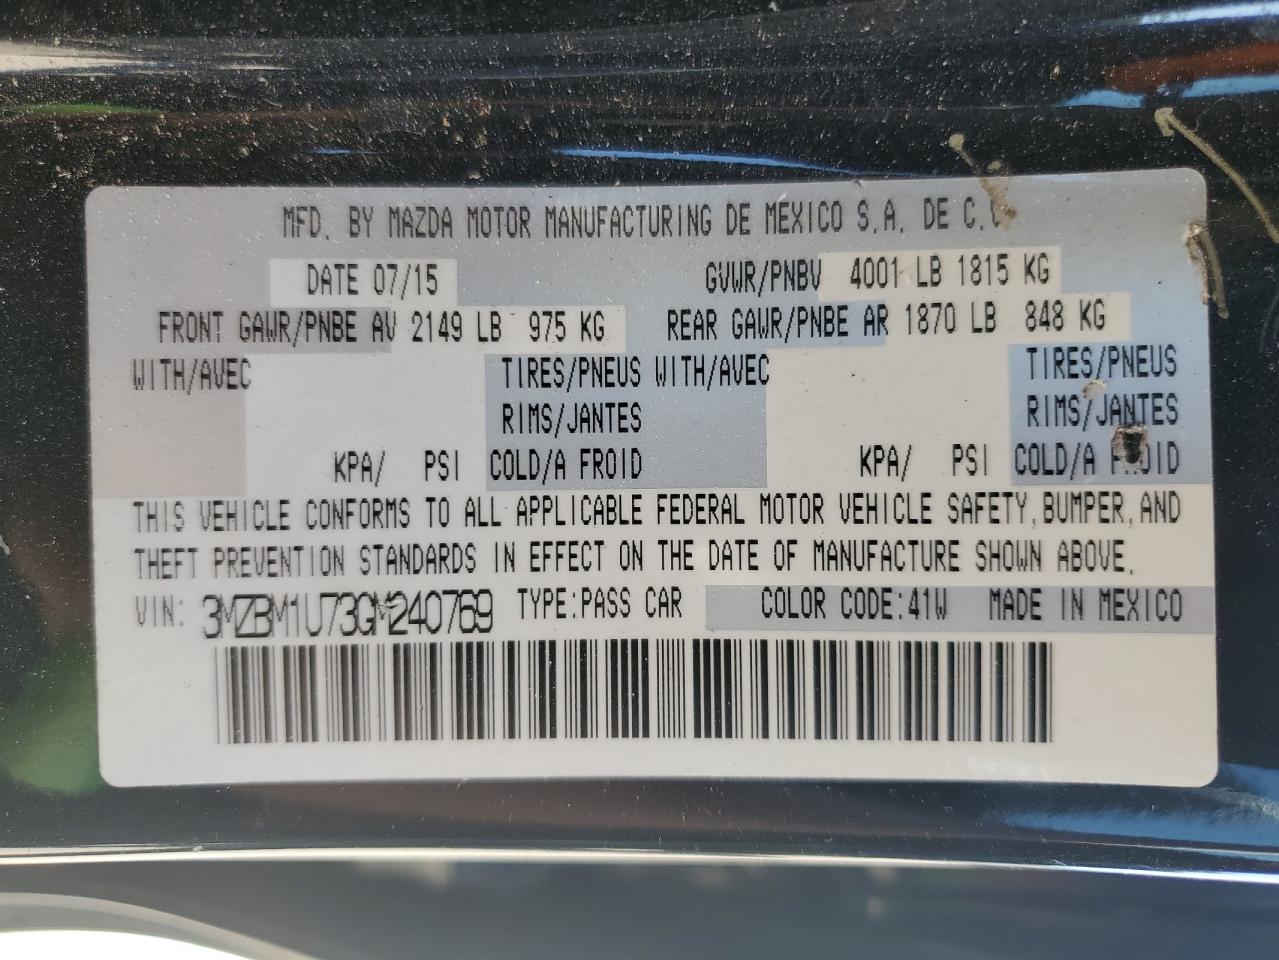 MFD. BY MAZDA MOTOR MANUFACTURING DE MEXICO S.A. DE C.V
DATE 07/15 GVWR/PNBV 4001 LB 1815 KG
FRONT GAWR/PNBE AV 2149 LB 975 KG REAR GAWR/PNBE AR 1870 LB 848 KG
WITH/AVEC TIRES/PNEUS WITH/AVEC TIRES/PNEUS
RIMS/JANTES RIMS/JANTES
KPA/ PSI COLD/A FROID KPA/ PSI COLD/A FROID
THIS VEHICLE CONFORMS TO ALL APPLICABLE FEDERAL MOTOR VEHICLE SAFETY, BUMPER, AND
THEFT PREVENTION STANDARDS IN EFFECT ON THE DATE OF MANUFACTURE SHOWN ABOVE.
VIN: 3MZBM1U73GM240769 TYPE:PASS CAR COLOR CODE:41W MADE IN MEXICO